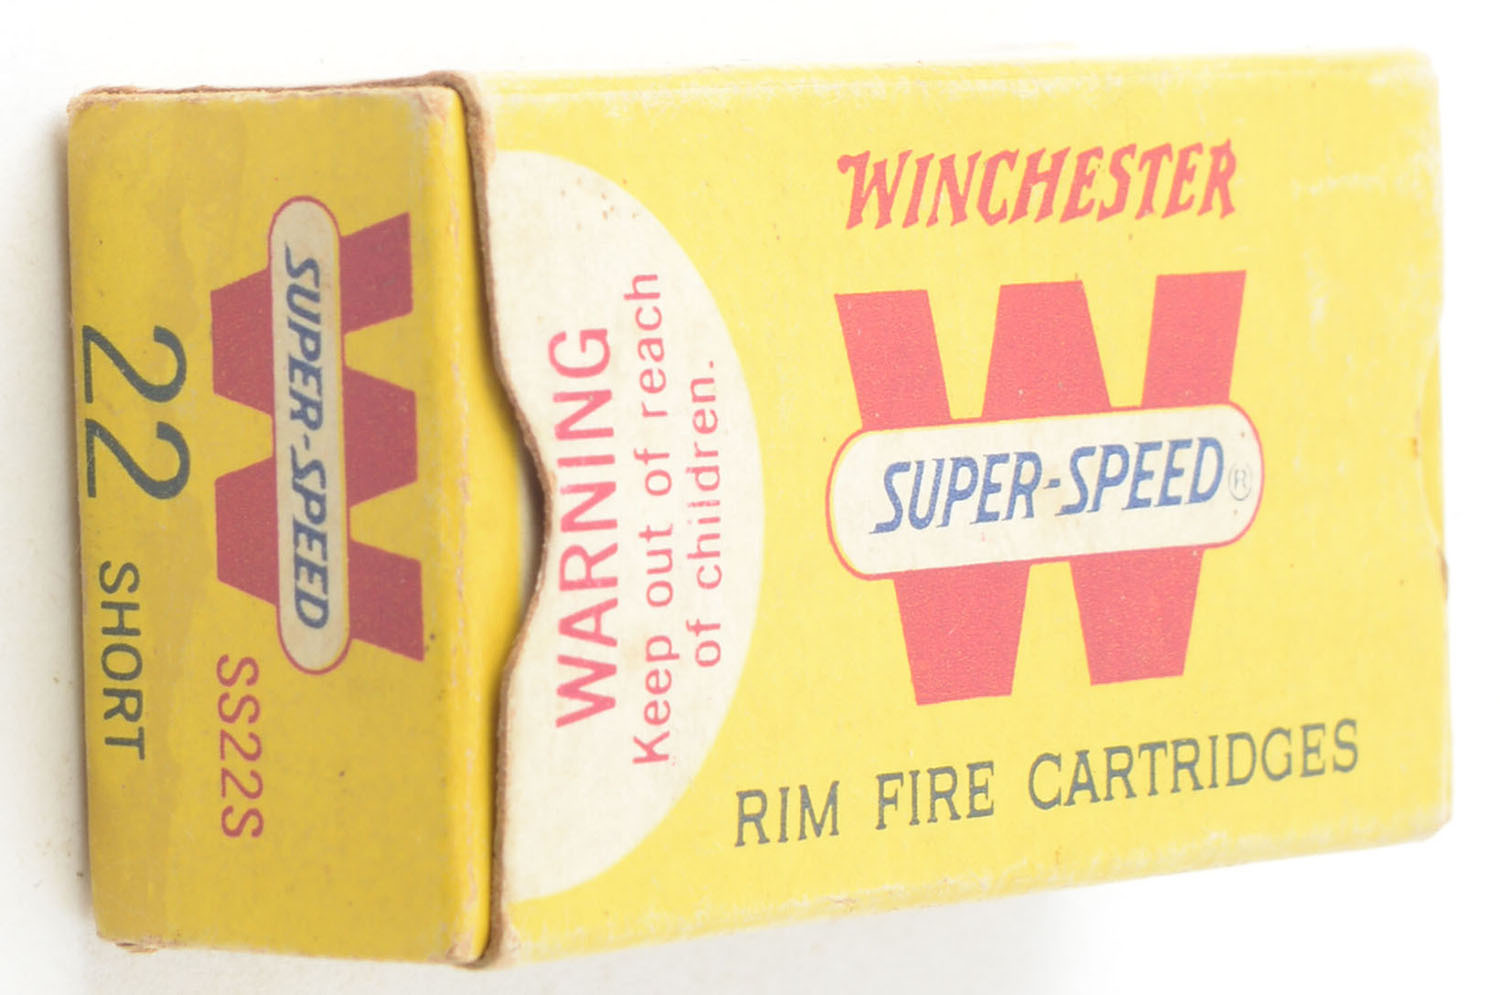 WINCHESTER
W
SUPER-SPEED®
RIM FIRE CARTRIDGES
WARNING
Keep out of reach
of children.
W
SUPER-SPEED
22 SHORT
SS22S